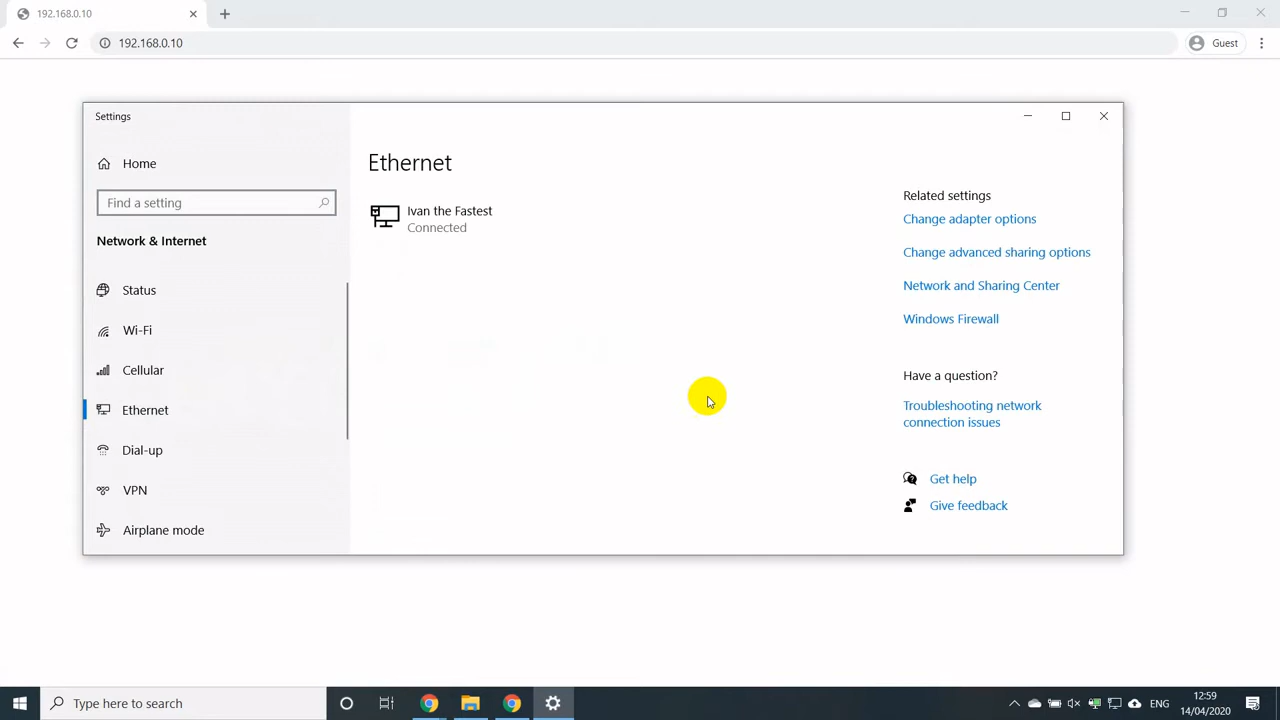 192.168.0.10
192.168.0.10
Guest
Settings
Home
Find a setting
Network & Internet
Status
Wi-Fi
Cellular
Ethernet
Dial-up
VPN
Airplane mode
Ethernet
Ivan the Fastest
Connected
Related settings
Change adapter options
Change advanced sharing options
Network and Sharing Center
Windows Firewall
Have a question?
Troubleshooting network
connection issues
Get help
Give feedback
Type here to search
ENG
12:59
14/04/2020